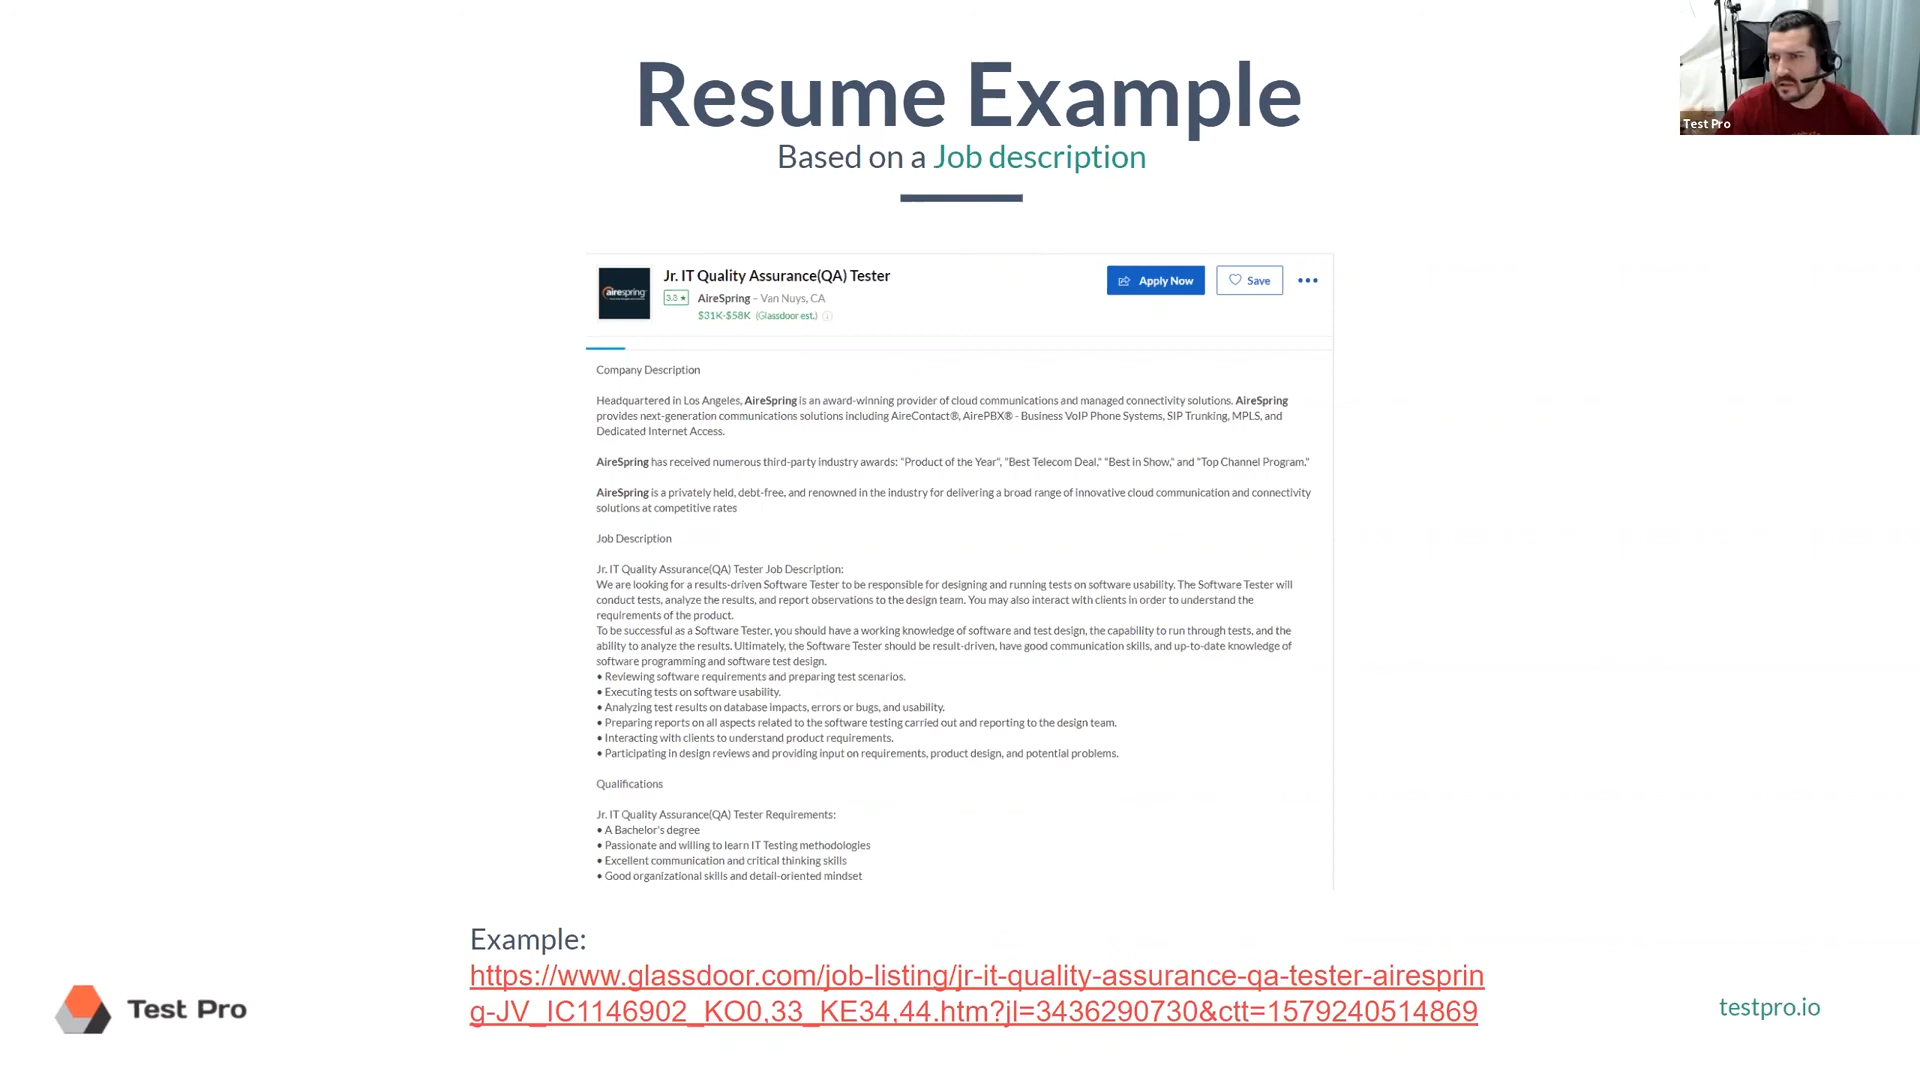 Resume Example
Based on a Job description
Test Pro
airespring
Jr. IT Quality Assurance(QA) Tester
3.3 ★ AireSpring – Van Nuys, CA
$31K-$58K (Glassdoor est.)
Apply Now
Save
Company Description
Headquartered in Los Angeles, AireSpring is an award-winning provider of cloud communications and managed connectivity solutions. AireSpring
provides next-generation communications solutions including AireContact®, AirePBX® - Business VoIP Phone Systems, SIP Trunking, MPLS, and
Dedicated Internet Access.
AireSpring has received numerous third-party industry awards: "Product of the Year", "Best Telecom Deal," "Best in Show," and "Top Channel Program."
AireSpring is a privately held, debt-free, and renowned in the industry for delivering a broad range of innovative cloud communication and connectivity
solutions at competitive rates
Job Description
Jr. IT Quality Assurance(QA) Tester Job Description:
We are looking for a results-driven Software Tester to be responsible for designing and running tests on software usability. The Software Tester will
conduct tests, analyze the results, and report observations to the design team. You may also interact with clients in order to understand the
requirements of the product.
To be successful as a Software Tester, you should have a working knowledge of software and test design, the capability to run through tests, and the
ability to analyze the results. Ultimately, the Software Tester should be result-driven, have good communication skills, and up-to-date knowledge of
software programming and software test design.
• Reviewing software requirements and preparing test scenarios.
• Executing tests on software usability.
• Analyzing test results on database impacts, errors or bugs, and usability.
• Preparing reports on all aspects related to the software testing carried out and reporting to the design team.
• Interacting with clients to understand product requirements.
• Participating in design reviews and providing input on requirements, product design, and potential problems.
Qualifications
Jr. IT Quality Assurance(QA) Tester Requirements:
• A Bachelor's degree
• Passionate and willing to learn IT Testing methodologies
• Excellent communication and critical thinking skills
• Good organizational skills and detail-oriented mindset
Example:
https://www.glassdoor.com/job-listing/jr-it-quality-assurance-qa-tester-airesprin
g-JV_IC1146902_KO0,33_KE34,44.htm?jl=3436290730&ctt=1579240514869
Test Pro
testpro.io